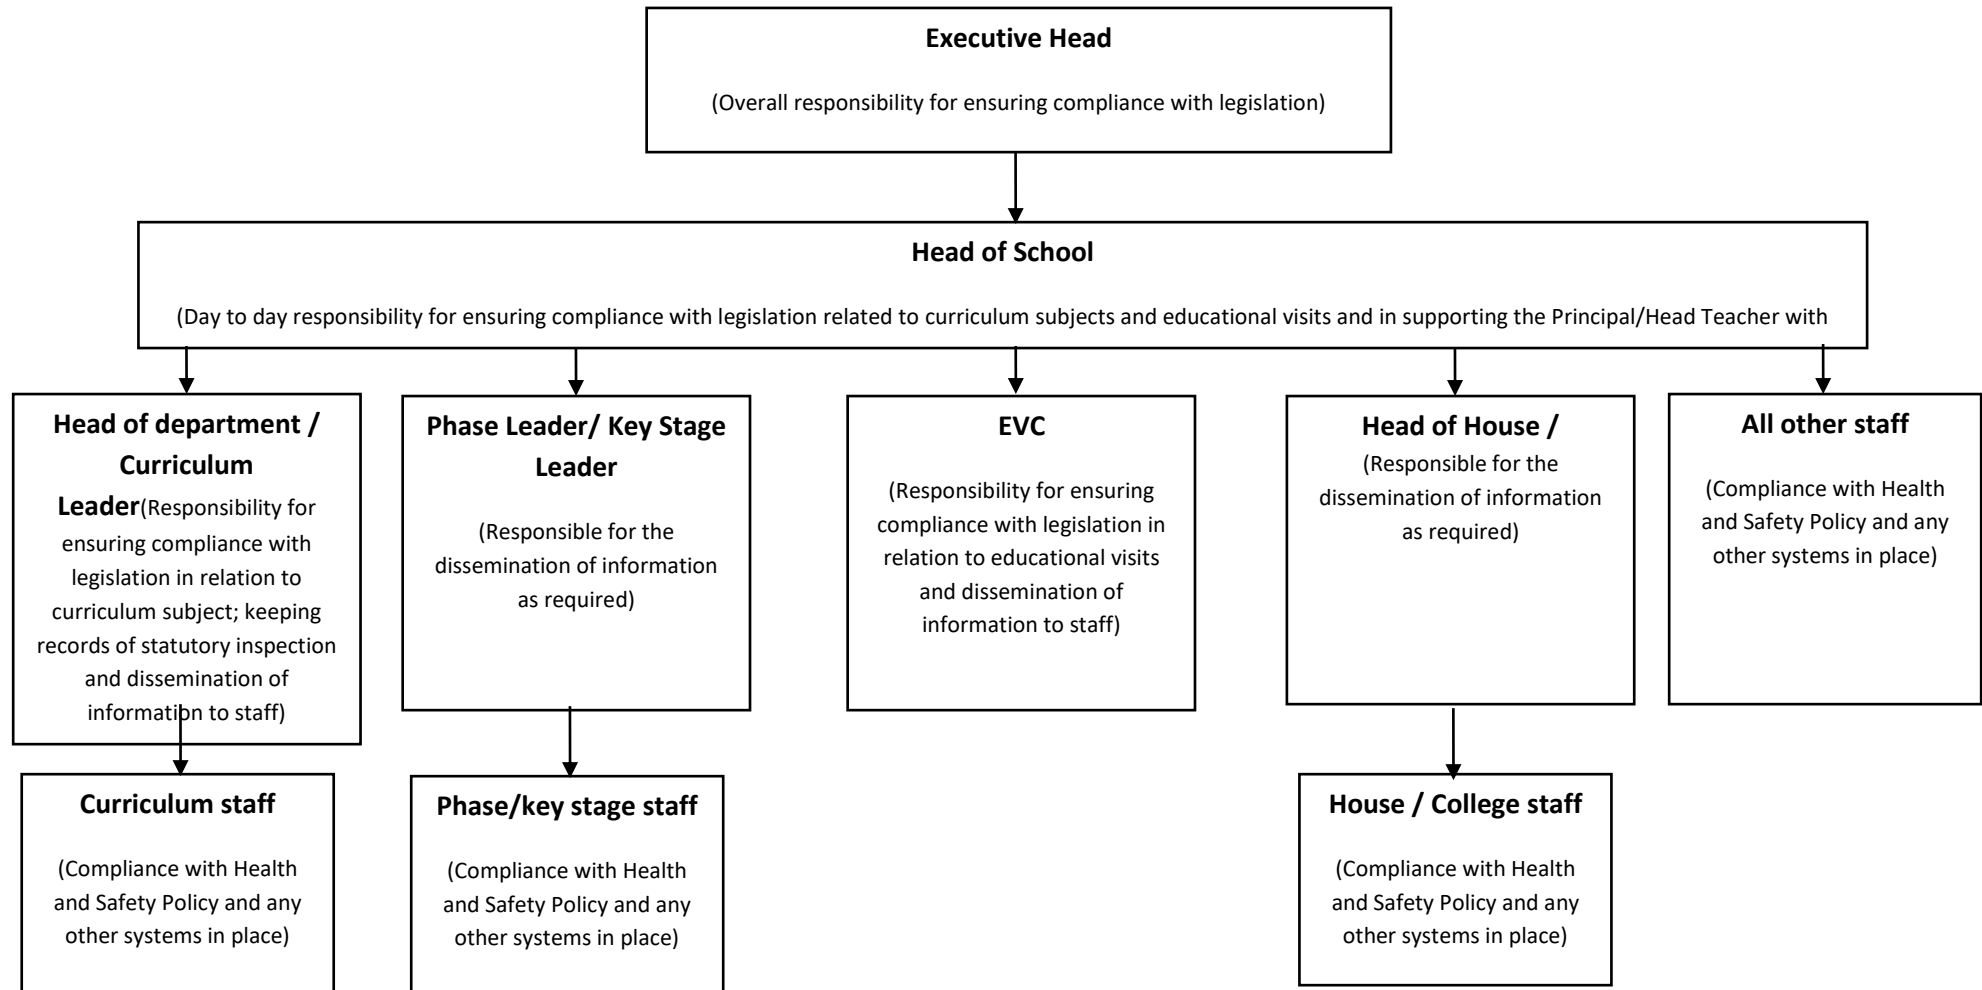 Executive Head
(Overall responsibility for ensuring compliance with legislation)
Head of School
(Day to day responsibility for ensuring compliance with legislation related to curriculum subjects and educational visits and in supporting the Principal/Head Teacher with
Head of department /
Curriculum
Leader(Responsibility for
ensuring compliance with
legislation in relation to
curriculum subject; keeping
records of statutory inspection
and dissemination of
information to staff)
Phase Leader/ Key Stage
Leader
(Responsible for the
dissemination of information
as required)
EVC
(Responsibility for ensuring
compliance with legislation in
relation to educational visits
and dissemination of
information to staff)
Head of House /
(Responsible for the
dissemination of information
as required)
All other staff
(Compliance with Health
and Safety Policy and any
other systems in place)
Curriculum staff
(Compliance with Health
and Safety Policy and any
other systems in place)
Phase/key stage staff
(Compliance with Health
and Safety Policy and any
other systems in place)
House / College staff
(Compliance with Health
and Safety Policy and any
other systems in place)